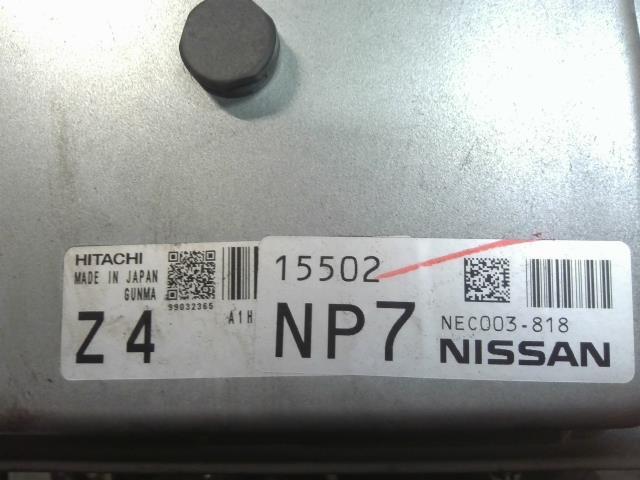 HITACHI
MADE IN JAPAN
GUNMA
99032365
Z4
A1H
15502
NP7
NEC003-818
NISSAN